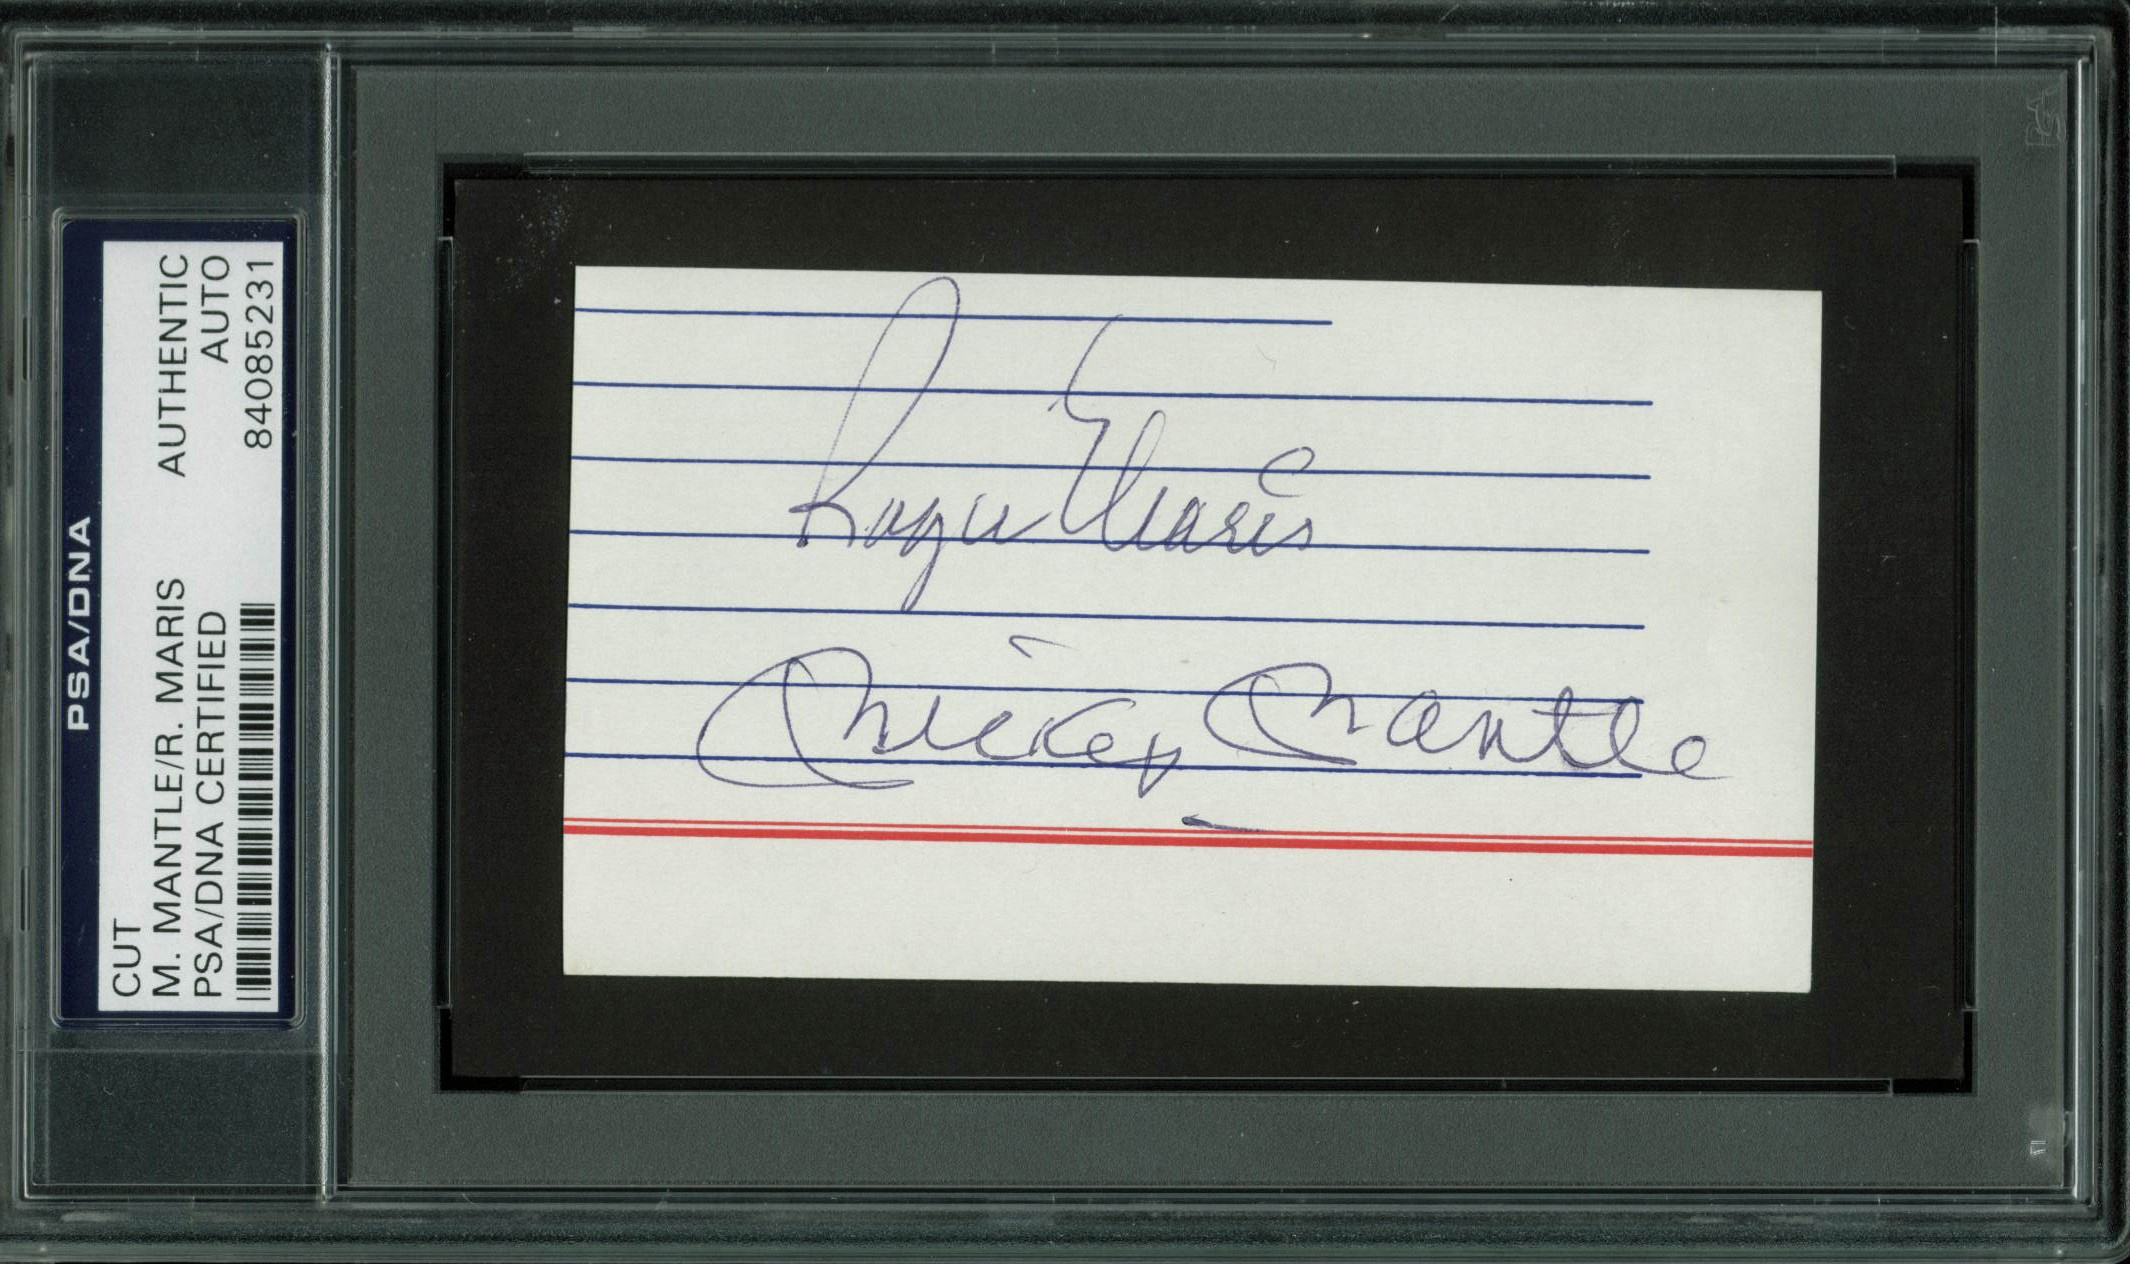 PSA/DNA
CUT
M. MANTLE/R. MARIS AUTHENTIC
PSA/DNA CERTIFIED AUTO
84085231
Roger Maris
Mickey Mantle